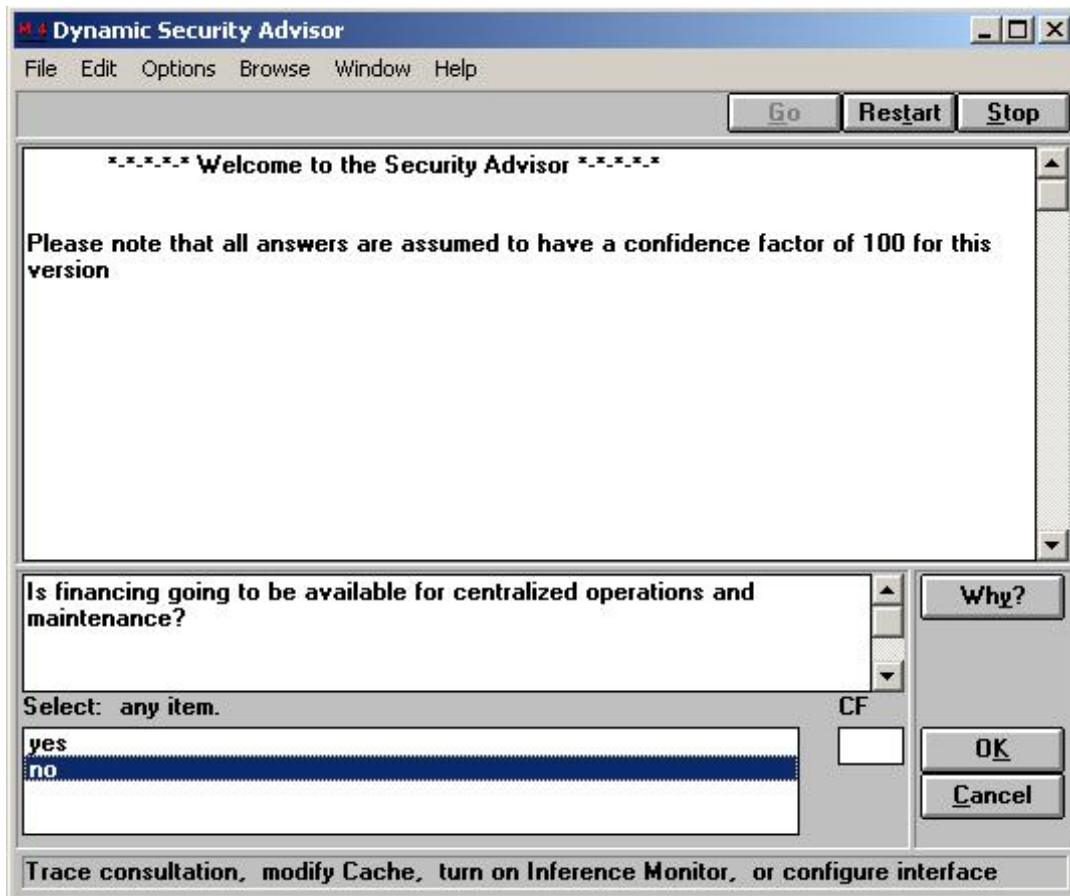 M.4 Dynamic Security Advisor
File Edit Options Browse Window Help
Go Restart Stop
*-*-*-*-* Welcome to the Security Advisor *-*-*-*-*
Please note that all answers are assumed to have a confidence factor of 100 for this
version
Is financing going to be available for centralized operations and
maintenance?
Why?
Select: any item. CF
yes
no
OK
Cancel
Trace consultation, modify Cache, turn on Inference Monitor, or configure interface